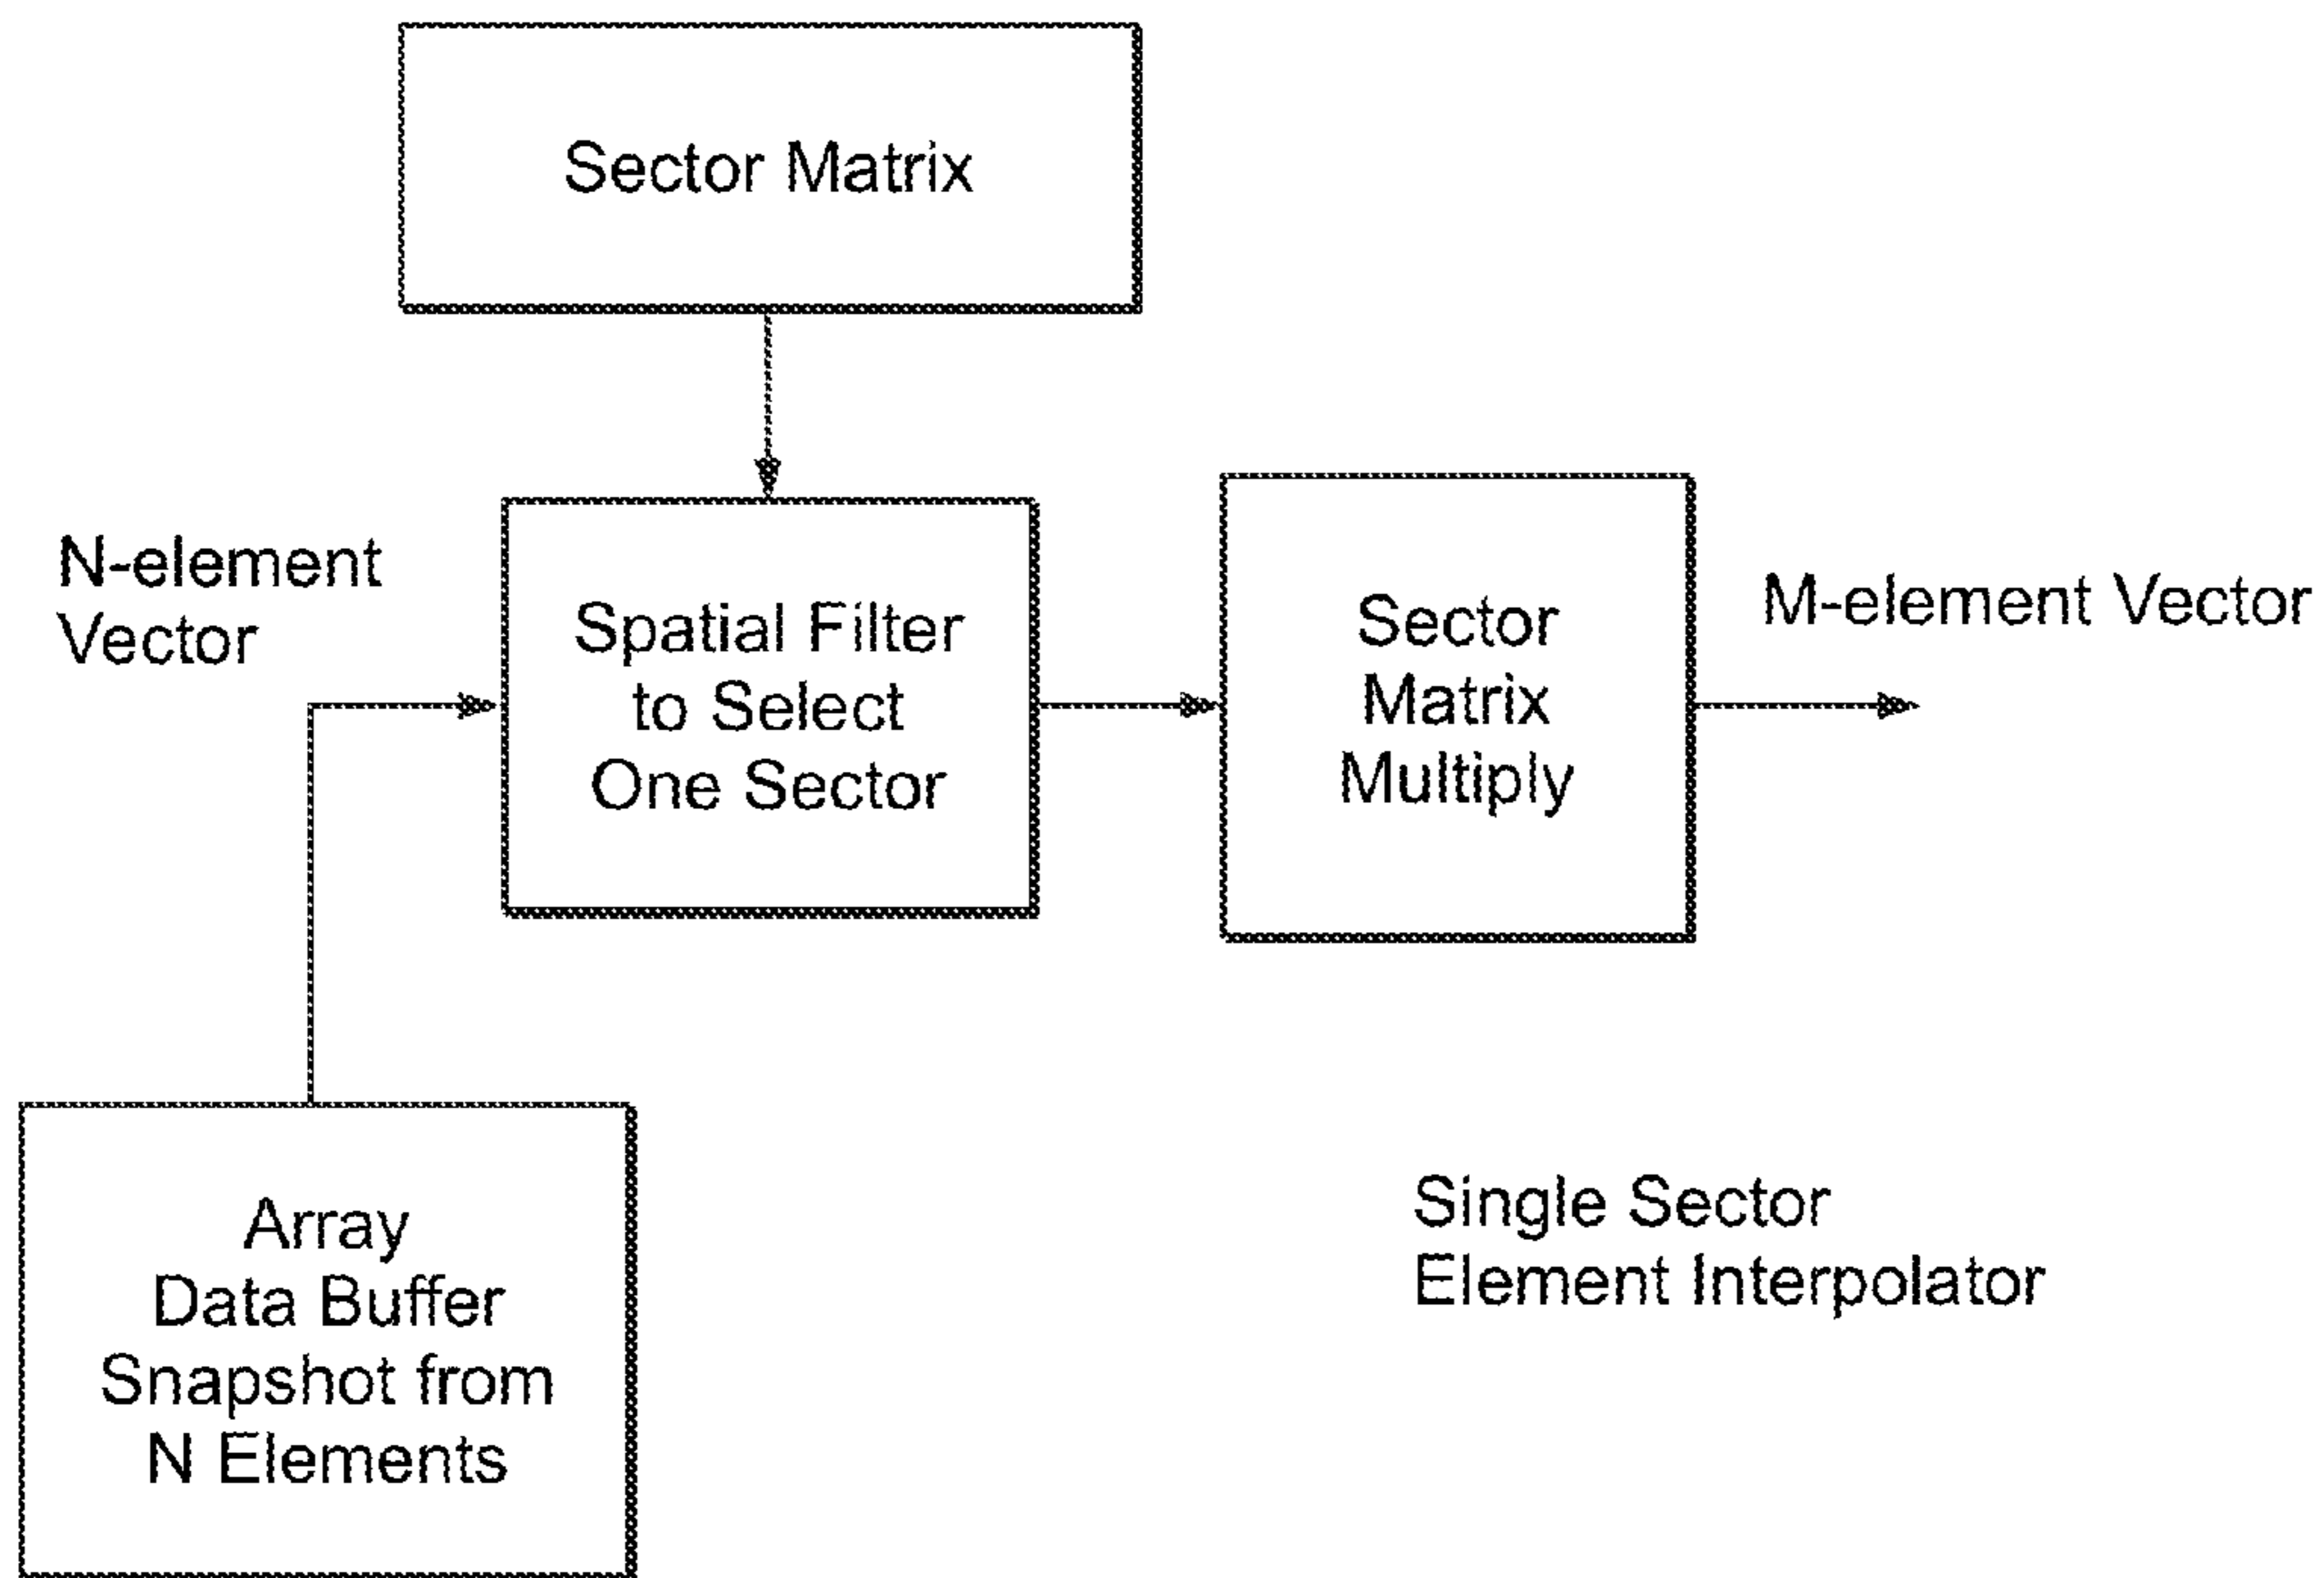 Sector Matrix
N-element
Vector
Spatial Filter
to Select
One Sector
Sector
Matrix
Multiply
M-element Vector
Array
Data Buffer
Snapshot from
N Elements
Single Sector
Element Interpolator